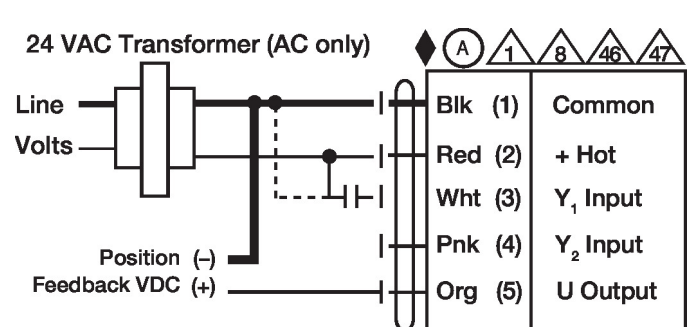 24 VAC Transformer (AC only)
A 1 8 46 47
Line
Blk (1) Common
Volts
Red (2) + Hot
Wht (3) Y1 Input
Pnk (4) Y2 Input
Position (–)
Feedback VDC (+)
Org (5) U Output